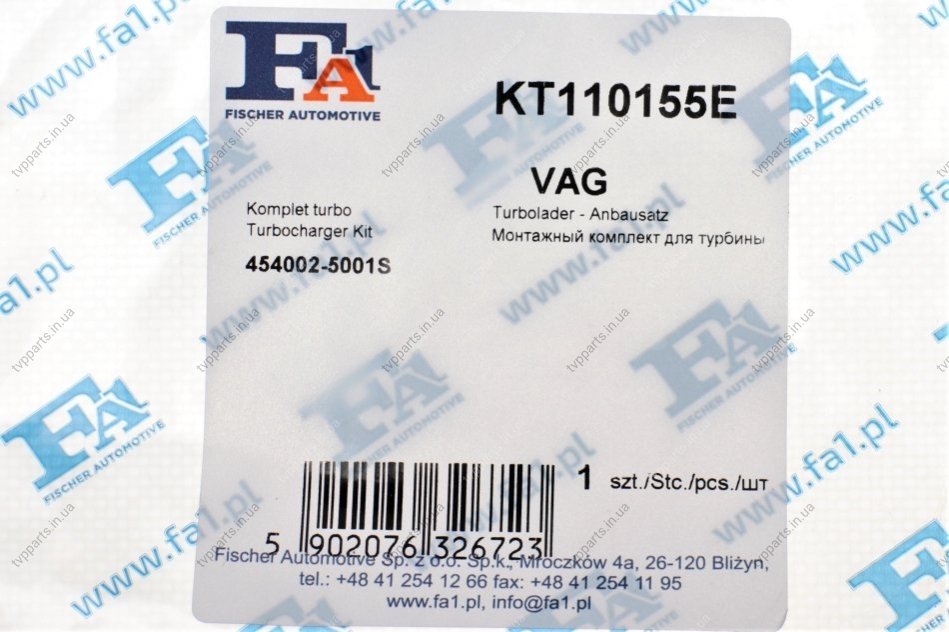 FA1
FISCHER AUTOMOTIVE
KT110155E
VAG
Komplet turbo
Turbocharger Kit
454002-5001S
Turbolader - Anbausatz
Монтажный комплект для турбины
1 szt./Stc./pcs./шт
5 902076 326723
Fischer Automotive Sp. z o.o. Sp.k., Mroczków 4a, 26-120 Bliżyn,
tel.: +48 41 254 12 66 fax: +48 41 254 11 95
www.fa1.pl, info@fa1.pl
www.fa1.pl
FA1
FISCHER AUTOMOTIVE
tvpparts.in.ua